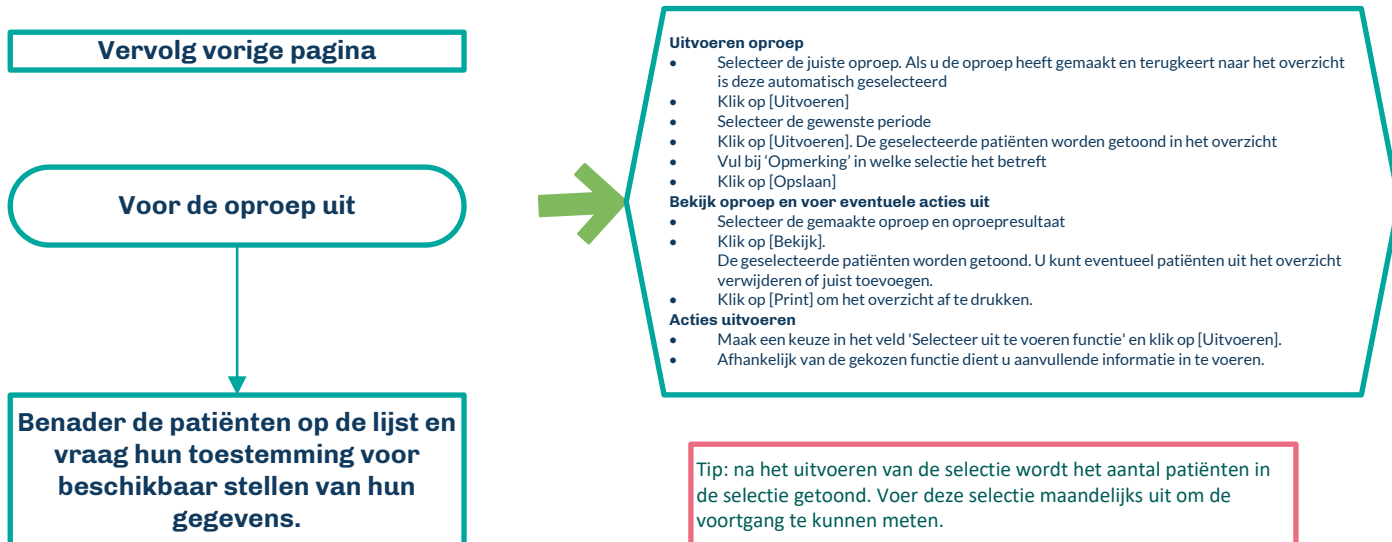 Vervolg vorige pagina
Voor de oproep uit
Benader de patiënten op de lijst en
vraag hun toestemming voor
beschikbaar stellen van hun
gegevens.
Uitvoeren oproep
• Selecteer de juiste oproep. Als u de oproep heeft gemaakt en terugkeert naar het overzicht
is deze automatisch geselecteerd
• Klik op [Uitvoeren]
• Selecteer de gewenste periode
• Klik op [Uitvoeren]. De geselecteerde patiënten worden getoond in het overzicht
• Vul bij ‘Opmerking’ in welke selectie het betreft
• Klik op [Opslaan]
Bekijk oproep en voer eventuele acties uit
• Selecteer de gemaakte oproep en oproepresultaat
• Klik op [Bekijk].
De geselecteerde patiënten worden getoond. U kunt eventueel patiënten uit het overzicht
verwijderen of juist toevoegen.
• Klik op [Print] om het overzicht af te drukken.
Acties uitvoeren
• Maak een keuze in het veld 'Selecteer uit te voeren functie' en klik op [Uitvoeren].
• Afhankelijk van de gekozen functie dient u aanvullende informatie in te voeren.
Tip: na het uitvoeren van de selectie wordt het aantal patiënten in
de selectie getoond. Voer deze selectie maandelijks uit om de
voortgang te kunnen meten.